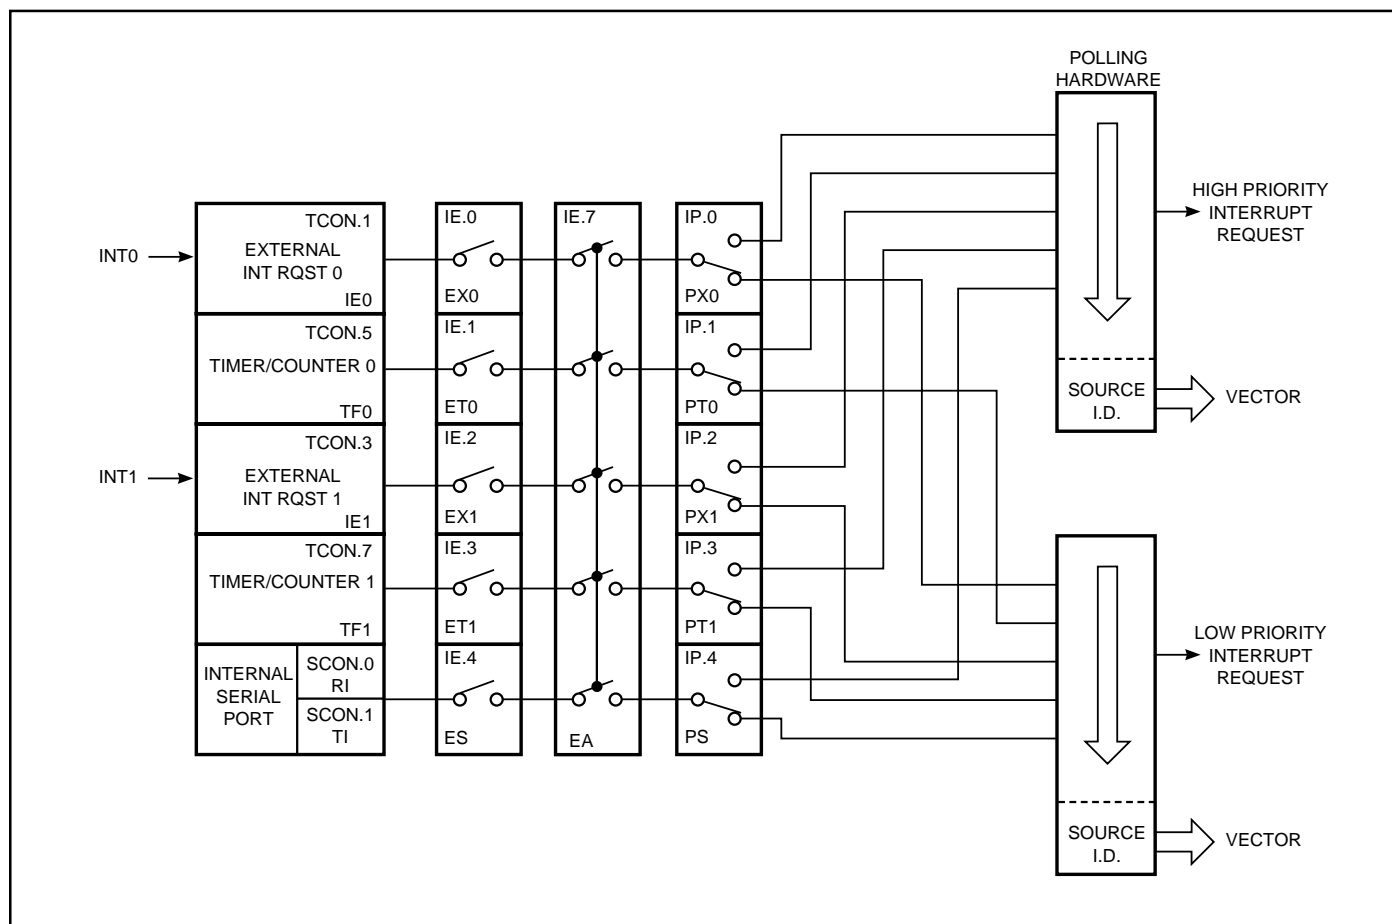 POLLING
HARDWARE
HIGH PRIORITY
INTERRUPT
REQUEST
SOURCE
I.D.
VECTOR
INT0
TCON.1
EXTERNAL
INT RQST 0
IE0
IE.0
EX0
IE.7
IP.0
PX0
TCON.5
TIMER/COUNTER 0
TF0
IE.1
ET0
IP.1
PT0
INT1
TCON.3
EXTERNAL
INT RQST 1
IE1
IE.2
EX1
IP.2
PX1
TCON.7
TIMER/COUNTER 1
TF1
IE.3
ET1
IP.3
PT1
INTERNAL
SERIAL
PORT
SCON.0
RI
SCON.1
TI
IE.4
ES
EA
IP.4
PS
LOW PRIORITY
INTERRUPT
REQUEST
SOURCE
I.D.
VECTOR